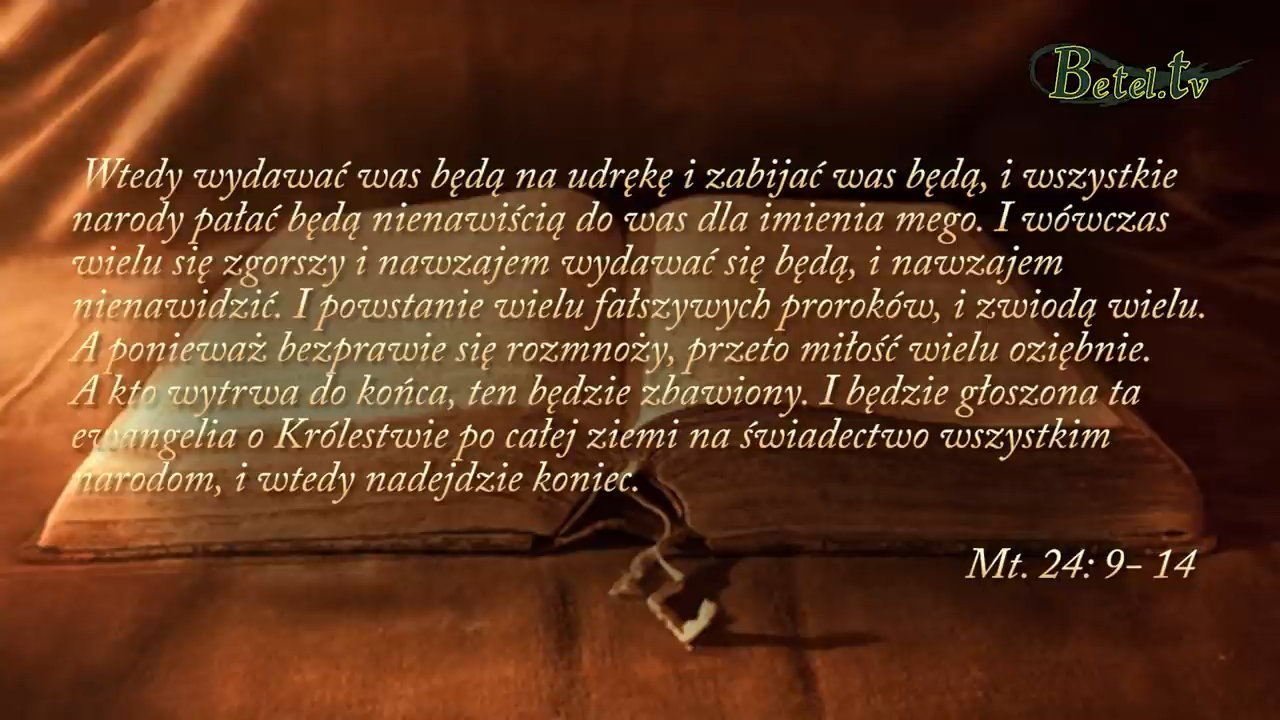 Betel.tv
Wtedy wydawać was będą na udrękę i zabijać was będą, i wszystkie
narody pałać będą nienawiścią do was dla imienia mego. I wówczas
wielu się zgorszy i nawzajem wydawać się będą, i nawzajem
nienawidzić. I powstanie wielu fałszywych proroków, i zwiodą wielu.
A ponieważ bezprawie się rozmnoży, przeto miłość wielu oziębnie.
A kto wytrwa do końca, ten będzie zbawiony. I będzie głoszona ta
ewangelia o Królestwie po całej ziemi na świadectwo wszystkim
narodom, i wtedy nadejdzie koniec.
Mt. 24: 9- 14